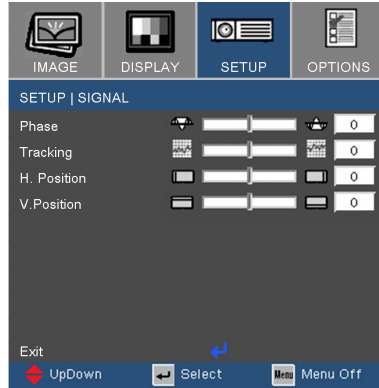 IMAGE DISPLAY SETUP OPTIONS
SETUP | SIGNAL
Phase 0
Tracking 0
H. Position 0
V.Position 0
Exit
UpDown Select Menu Menu Off